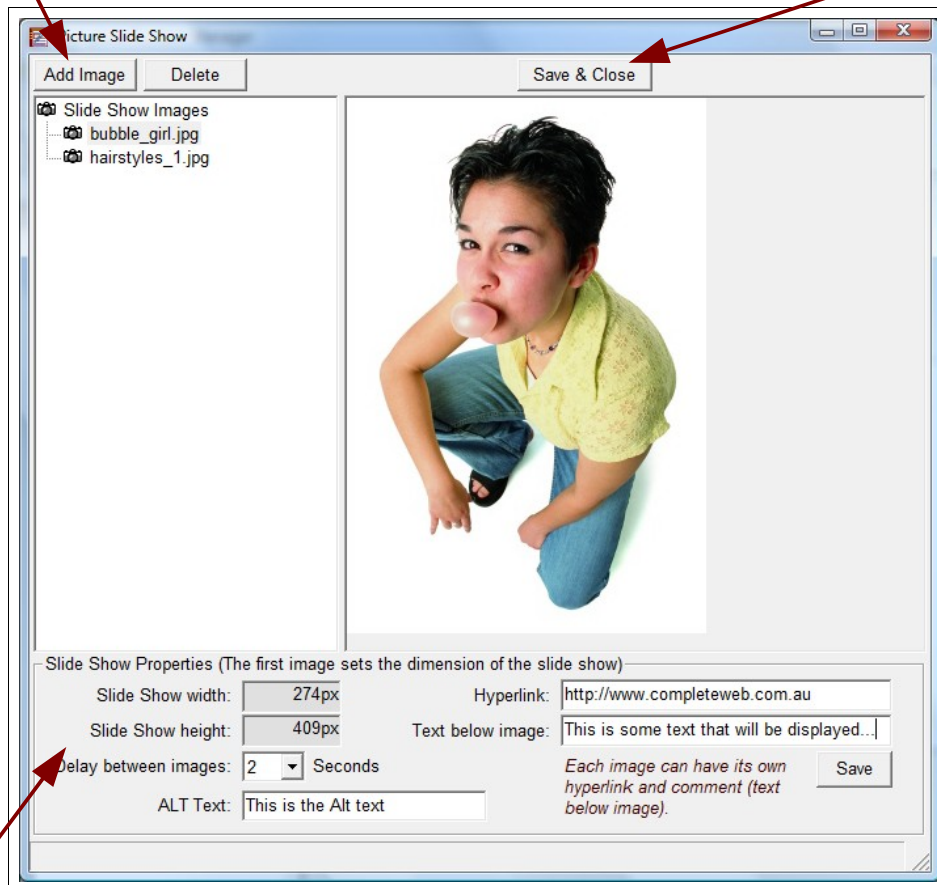 Picture Slide Show
Add Image
Delete
Save & Close
Slide Show Images
bubble_girl.jpg
hairstyles_1.jpg
Slide Show Properties (The first image sets the dimension of the slide show)
Slide Show width: 274px
Hyperlink: http://www.completeweb.com.au
Slide Show height: 409px
Text below image: This is some text that will be displayed...
Delay between images: 2 Seconds
Each image can have its own
hyperlink and comment (text
below image).
Save
ALT Text: This is the Alt text